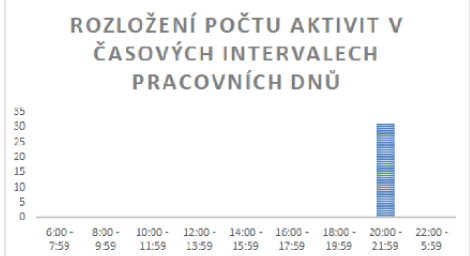 ROZLOŽENÍ POČTU AKTIVIT V
ČASOVÝCH INTERVALECH
PRACOVNÍCH DNŮ
35
30
25
20
15
10
5
0
6:00 - 8:00 - 10:00 - 12:00 - 14:00 - 16:00 - 18:00 - 20:00 - 22:00 -
7:59 9:59 11:59 13:59 15:59 17:59 19:59 21:59 5:59